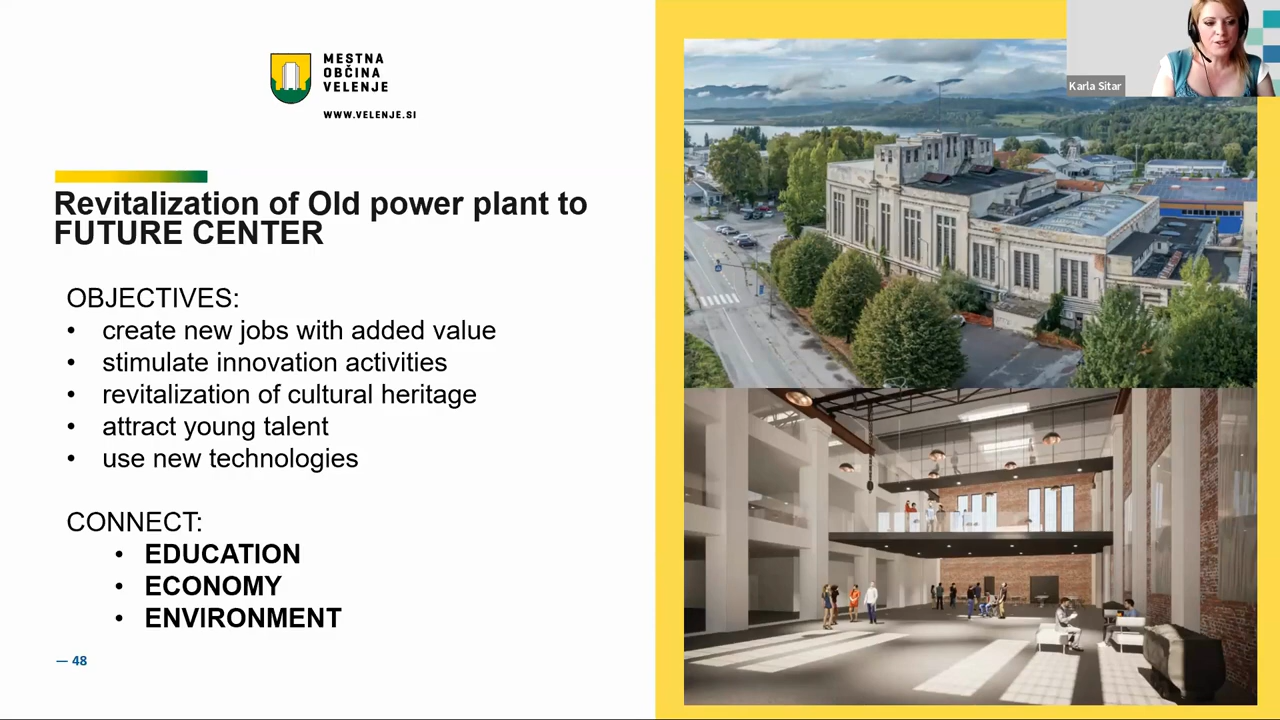 MESTNA
OBČINA
VELENJE
WWW.VELENJE.SI
Karla Sitar
Revitalization of Old power plant to
FUTURE CENTER
OBJECTIVES:
• create new jobs with added value
• stimulate innovation activities
• revitalization of cultural heritage
• attract young talent
• use new technologies
CONNECT:
• EDUCATION
• ECONOMY
• ENVIRONMENT
— 48